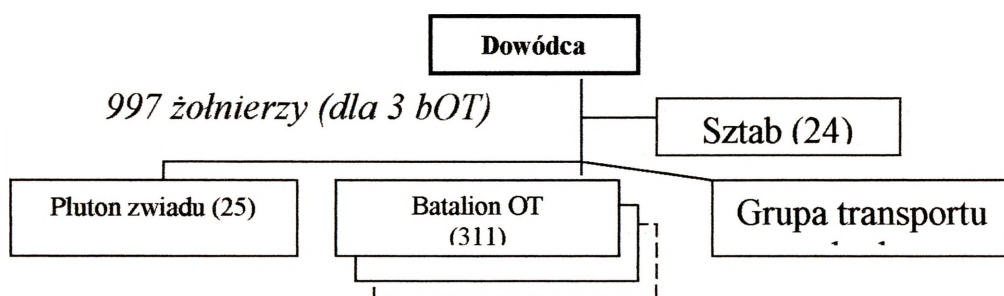 Dowódca
997 żołnierzy (dla 3 bOT)
Sztab (24)
Pluton zwiadu (25)
Batalion OT
(311)
Grupa transportu